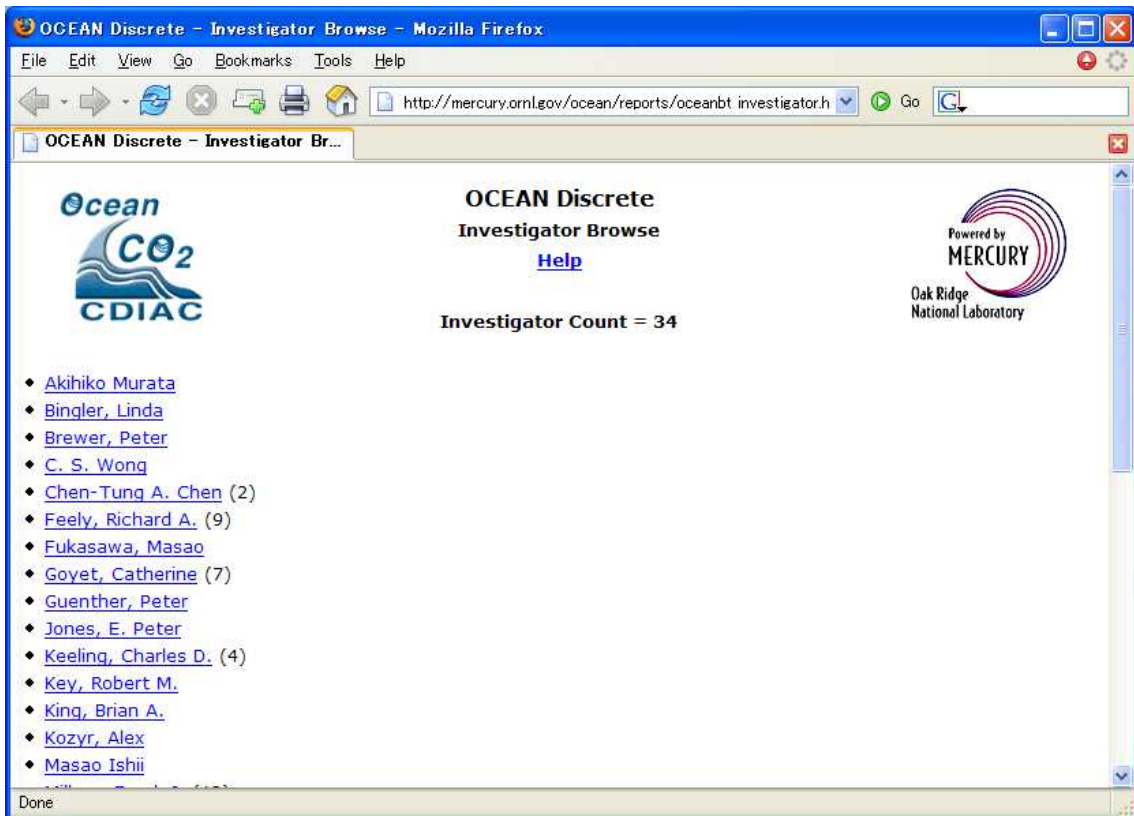 OCEAN Discrete - Investigator Browse - Mozilla Firefox
File Edit View Go Bookmarks Tools Help
http://mercury.ornl.gov/ocean/reports/oceanbt investigator.h Go G
OCEAN Discrete - Investigator Br...
Ocean
CO2
CDIAC
OCEAN Discrete
Investigator Browse
Help
Investigator Count = 34
Powered by
MERCURY
Oak Ridge
National Laboratory
Akihiko Murata
Bingler, Linda
Brewer, Peter
C. S. Wong
Chen-Tung A. Chen (2)
Feely, Richard A. (9)
Fukasawa, Masao
Goyet, Catherine (7)
Guenther, Peter
Jones, E. Peter
Keeling, Charles D. (4)
Key, Robert M.
King, Brian A.
Kozyr, Alex
Masao Ishii
Done